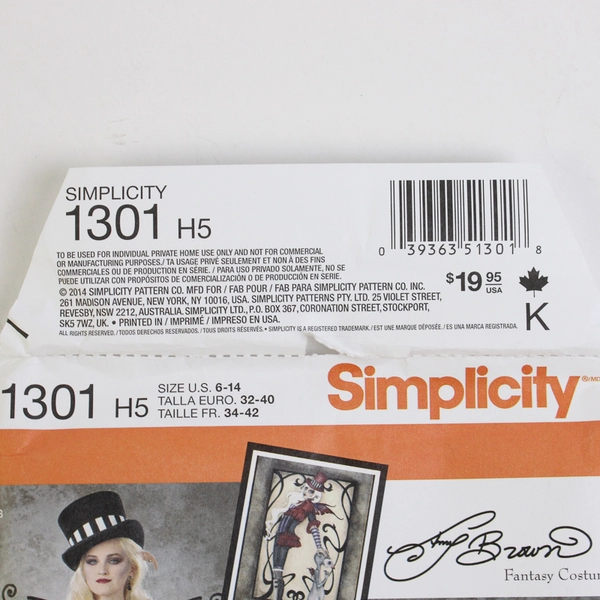 SIMPLICITY
1301 H5
TO BE USED FOR INDIVIDUAL PRIVATE HOME USE ONLY AND NOT FOR COMMERCIAL
OR MANUFACTURING PURPOSES./ TA USAGE PRIVÉ SEULEMENT ET NON À DES FINS
COMMERCIALES OU DE PRODUCTION EN SÉRIE. / PARA USO PRIVADO SOLAMENTE, NO SE
PUEDE UTILIZAR CON PROPÓSITOS DE COMERCIALIZACIÓN O DE PRODUCCIÓN EN SERIE.
© 2014 SIMPLICITY PATTERN CO. MFD FOR / FAB POUR / FAB PARA SIMPLICITY PATTERN CO. INC.
261 MADISON AVENUE, NEW YORK, NY 10016, USA. SIMPLICITY PATTERNS PTY. LTD. 25 VIOLET STREET,
REVESBY, NSW 2212, AUSTRALIA. SIMPLICITY LTD., P.O. BOX 367, CORONATION STREET, STOCKPORT,
SK5 7WZ, UK. • PRINTED IN / IMPRIMÉ / IMPRESO EN USA.
ALL RIGHTS RESERVED. /TODOS DERECHOS RESERVADOS. /TOUS DROITS RÉSERVÉS. • SIMPLICITY IS A REGISTERED TRADEMARK. / EST UNE MARQUE DÉPOSÉE. / ES UNA MARCA REGISTRADA.
0 39363 51301 8
$19.95
USA
K
1301 H5
SIZE U.S. 6-14
TALLA EURO. 32-40
TAILLE FR. 34-42
Simplicity®/MD
Amy Brown
Fantasy Costu